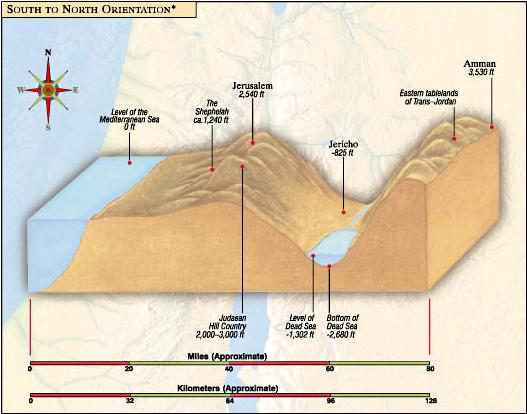 SOUTH TO NORTH ORIENTATION*
N
W
E
S
Level of the
Mediterranean Sea
0 ft
The
Shephelah
ca.1,240 ft
Jerusalem
2,540 ft
Jericho
-825 ft
Eastern tablelands
of Trans–Jordan
Amman
3,530 ft
Judaean
Hill Country
2,000–3,000 ft
Level of
Dead Sea
-1,302 ft
Bottom of
Dead Sea
-2,680 ft
Miles (Approximate)
0 20 40 60 80
Kilometers (Approximate)
0 32 64 96 128